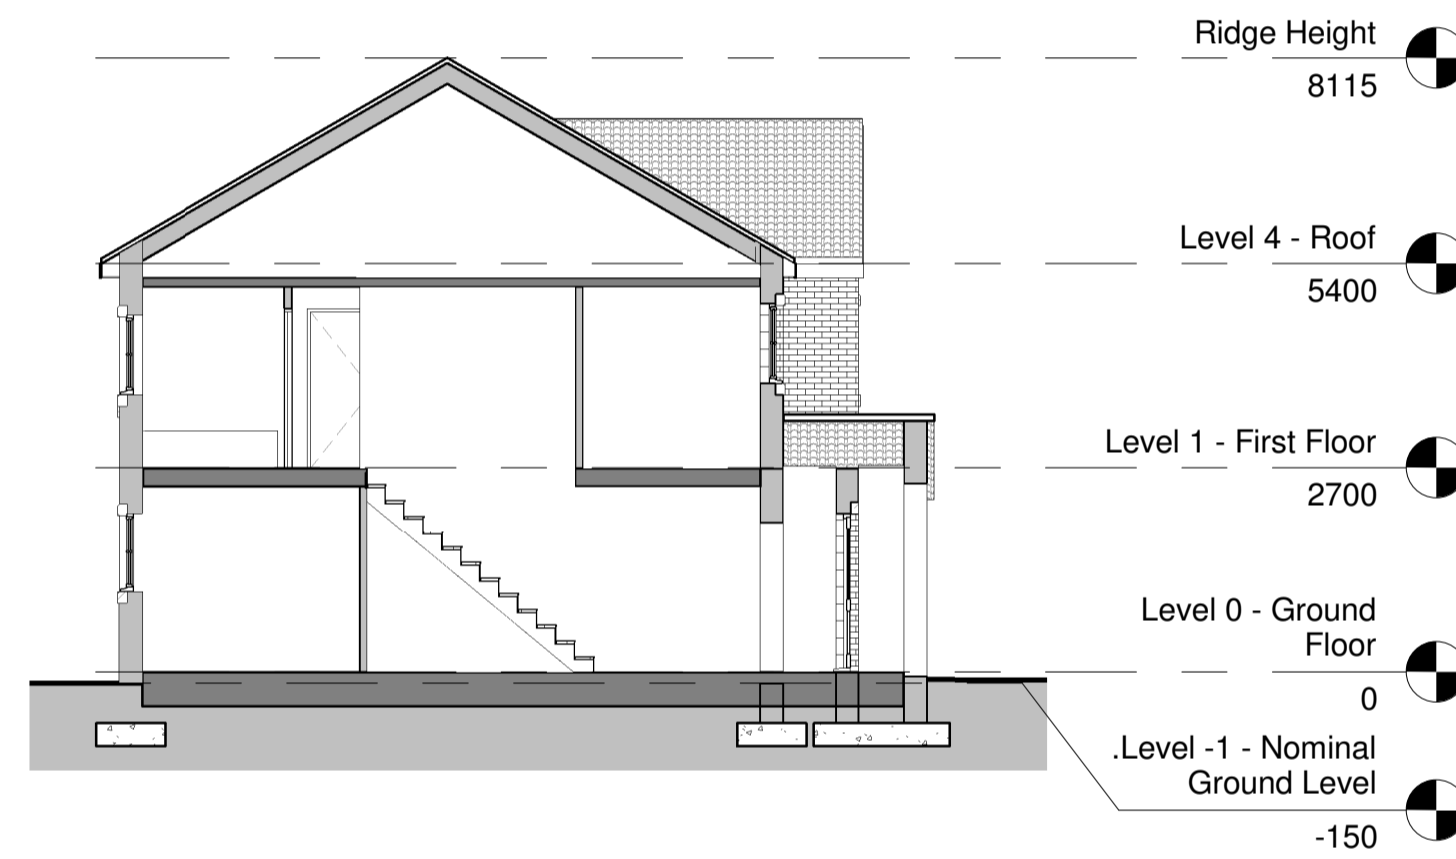 Ridge Height
8115
Level 4 - Roof
5400
Level 1 - First Floor
2700
Level 0 - Ground
Floor
0
.Level -1 - Nominal
Ground Level
-150